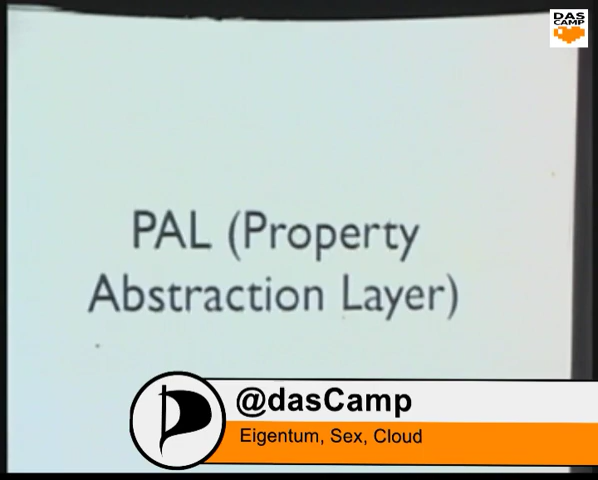 DAS
CAMP
PAL (Property
Abstraction Layer)
@dasCamp
Eigentum, Sex, Cloud